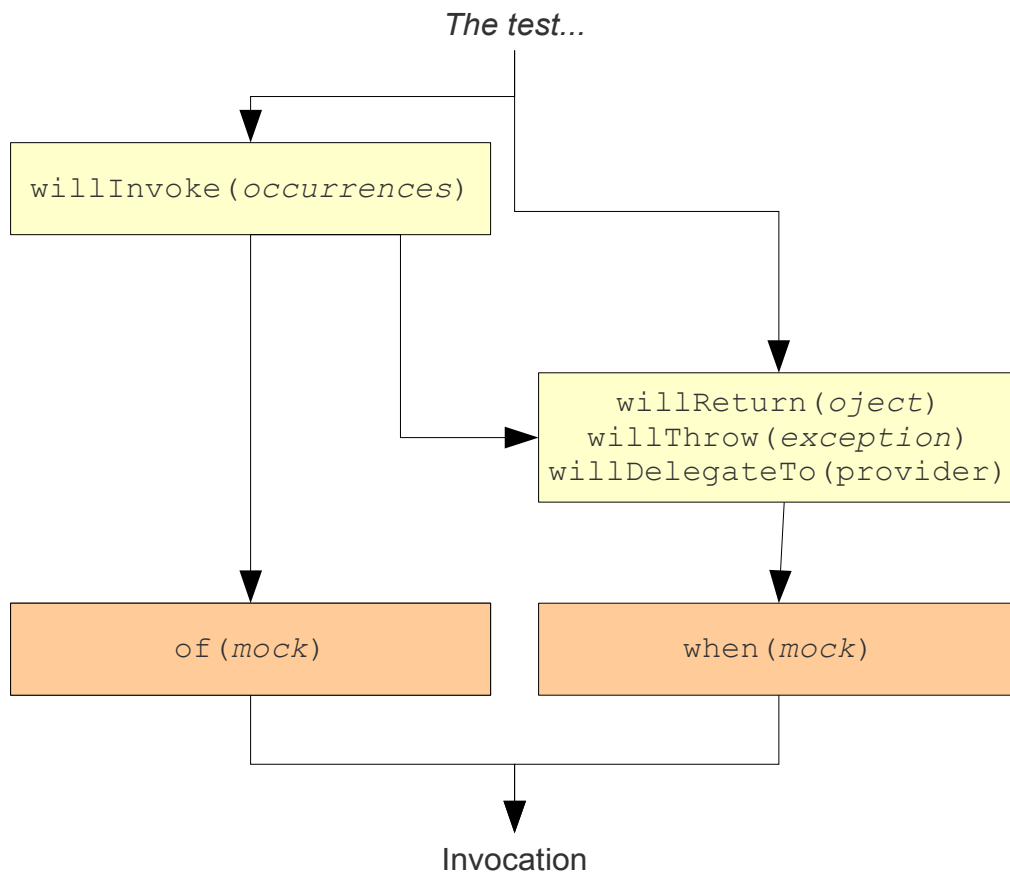 The test...
willInvoke(occurrences)
willReturn(oject)
willThrow(exception)
willDelegateTo(provider)
of(mock)
when(mock)
Invocation